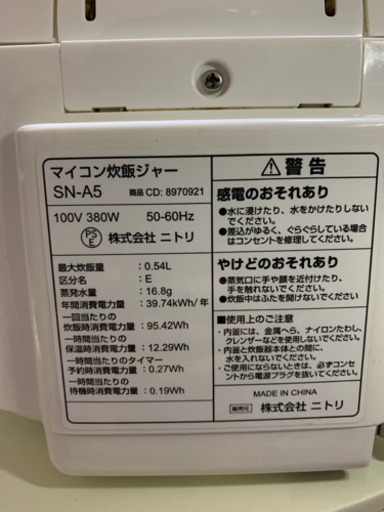 マイコン炊飯ジャー
SN-A5 商品CD: 8970921
100V 380W 50-60Hz
PSE 株式会社 ニトリ
最大炊飯量 : 0.54L
区分名 : E
蒸発水量 : 16.8g
年間消費電力量 : 39.74kWh/年
一回当たりの
炊飯時消費電力量 : 95.42Wh
一時間当たりの
保温時消費電力量 : 12.29Wh
一時間当たりのタイマー
予約時消費電力量 : 0.27Wh
一時間当たりの
待機時消費電力量 : 0.19Wh
⚠警告
感電のおそれあり
●水に浸けたり、水をかけたりしない
でください。
●差込がゆるく、ぐらぐらしている場合
はコンセントを修理してください。
やけどのおそれあり
●蒸気口に手や顔を近付けたり、
手を触れないでください。
●炊飯中はふたを開けないでください
■使用上のご注意
・内釜には、金属へら、ナイロンたわし、
クレンザーなどを使用しないでください。
・内釜と炊飯器本体との間に、
水を入れないでください。
・ご使用にならないときは、必ずコンセ
ントから電源プラグを抜いてください。
MADE IN CHINA
販売元 株式会社 ニトリ